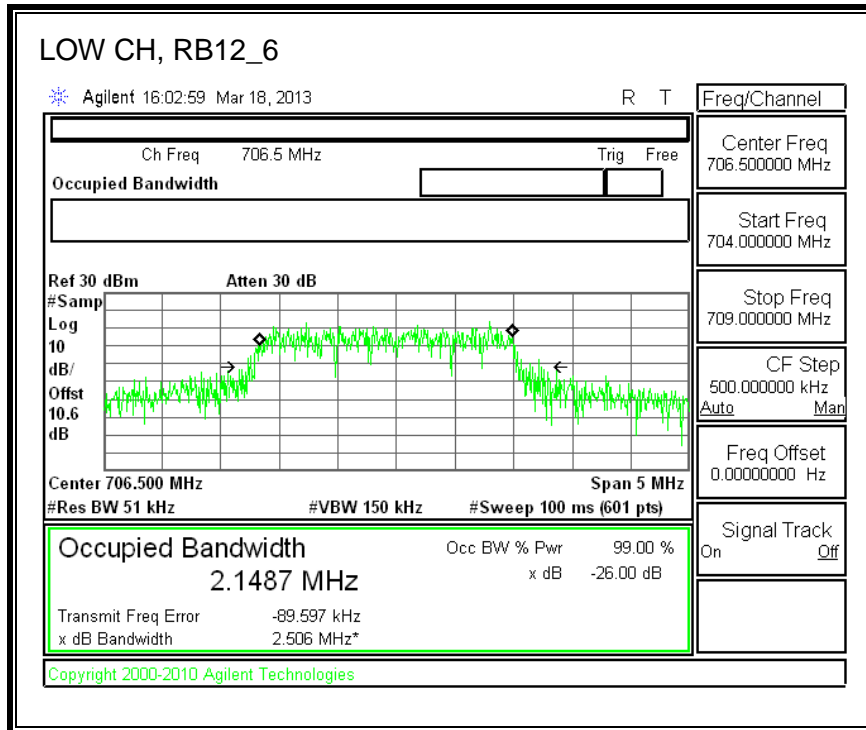 LOW CH, RB12_6
Agilent 16:02:59 Mar 18, 2013 R T
Ch Freq 706.5 MHz Trig Free
Occupied Bandwidth
Ref 30 dBm Atten 30 dB
#Samp
Log
10
dB/
Offst
10.6
dB
Center 706.500 MHz Span 5 MHz
#Res BW 51 kHz #VBW 150 kHz #Sweep 100 ms (601 pts)
Occupied Bandwidth Occ BW % Pwr 99.00 %
2.1487 MHz x dB -26.00 dB
Transmit Freq Error -89.597 kHz
x dB Bandwidth 2.506 MHz*
Copyright 2000-2010 Agilent Technologies
Freq/Channel
Center Freq
706.500000 MHz
Start Freq
704.000000 MHz
Stop Freq
709.000000 MHz
CF Step
500.000000 kHz
Auto Man
Freq Offset
0.00000000 Hz
Signal Track
On Off